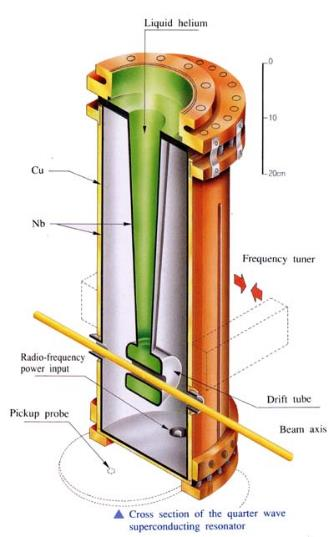 Liquid helium
0
10
20cm
Cu
Nb
Frequency tuner
Radio-frequency
power input
Drift tube
Pickup probe
Beam axis
▲ Cross section of the quarter wave
superconducting resonator